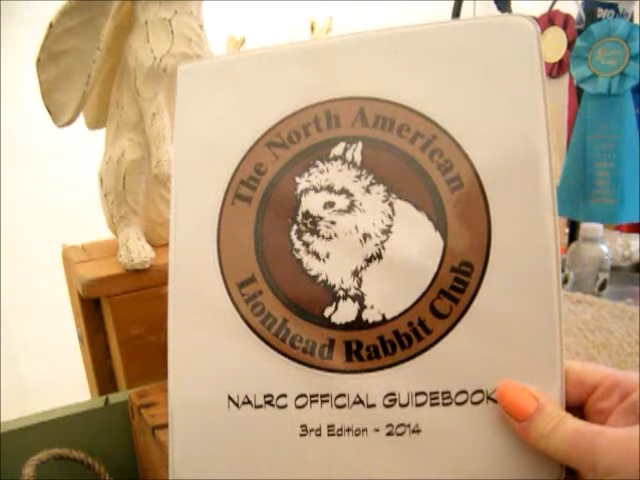 The North American
Lionhead Rabbit Club
NALRC OFFICIAL GUIDEBOOK
3rd Edition ~ 2014